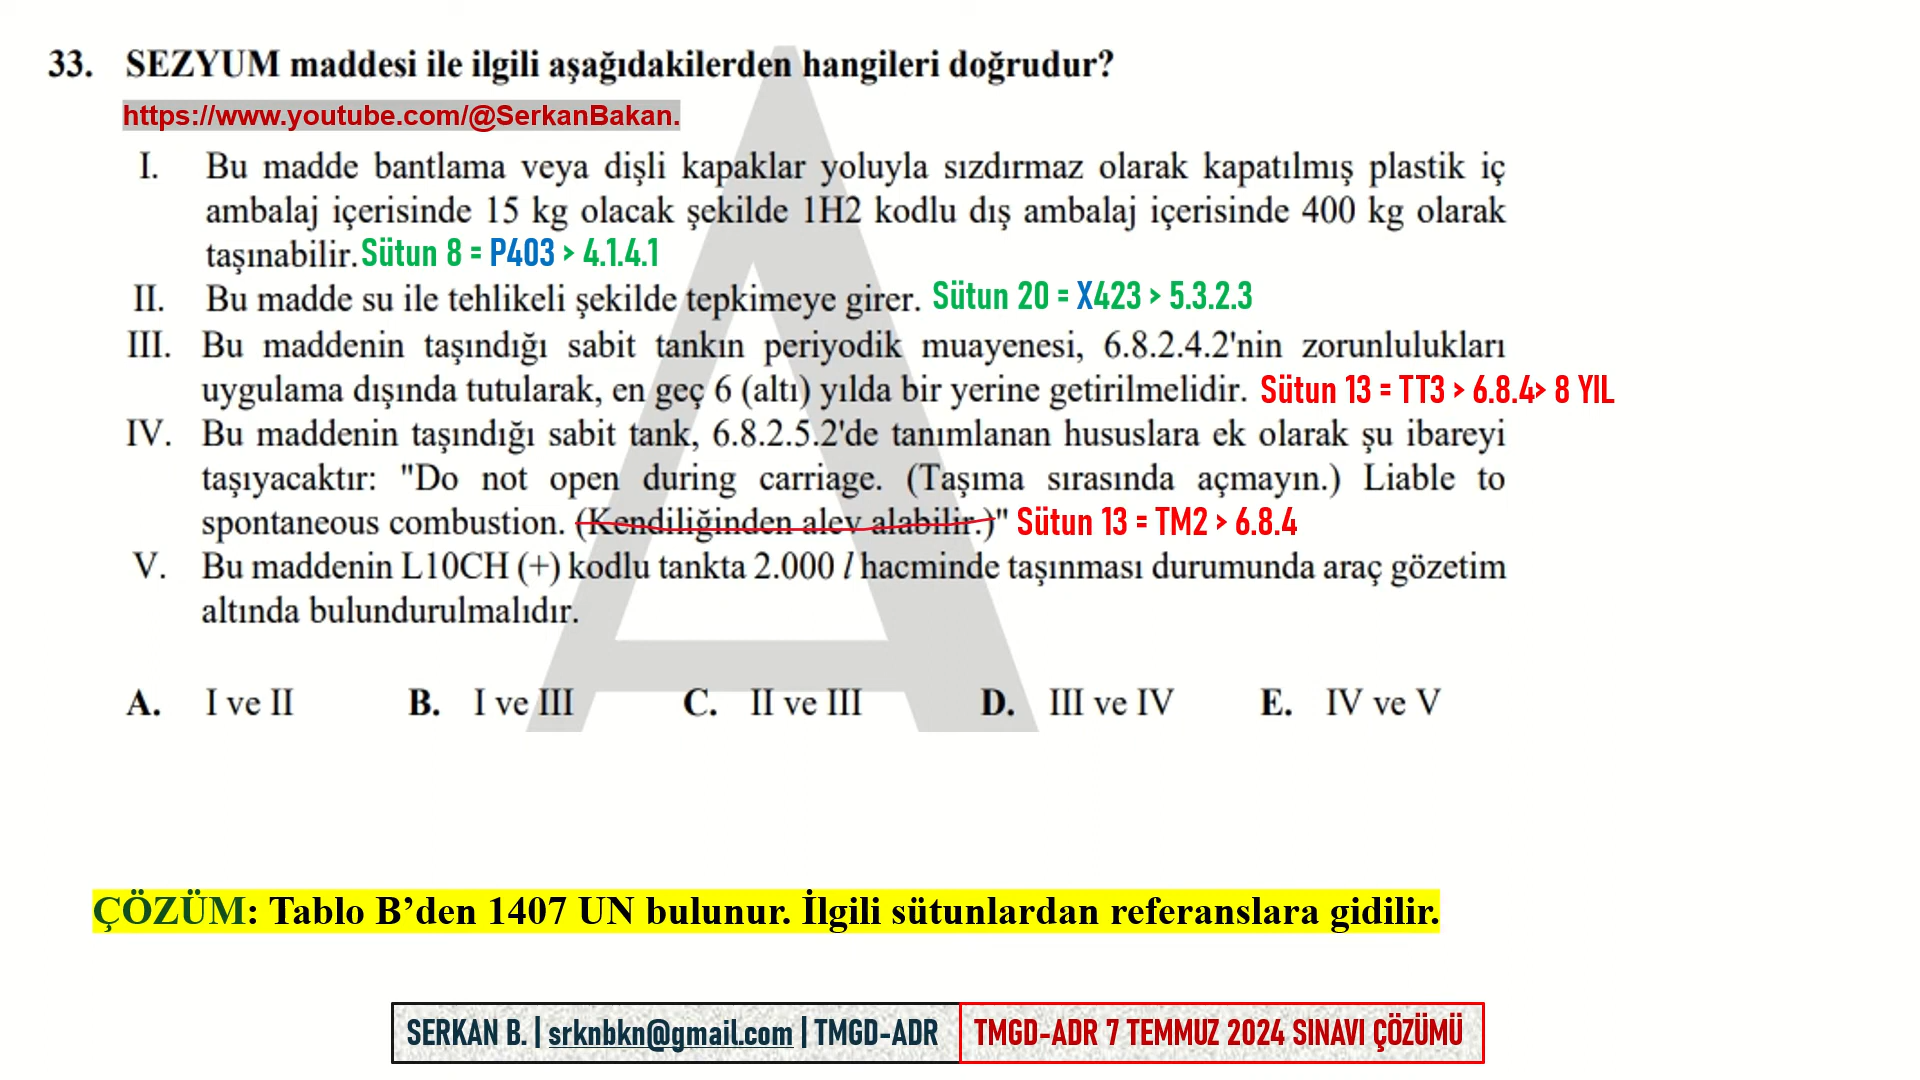 33. SEZYUM maddesi ile ilgili aşağıdakilerden hangileri doğrudur?
https://www.youtube.com/@SerkanBakan.
I. Bu madde bantlama veya dişli kapaklar yoluyla sızdırmaz olarak kapatılmış plastik iç
ambalaj içerisinde 15 kg olacak şekilde 1H2 kodlu dış ambalaj içerisinde 400 kg olarak
taşınabilir. Sütun 8 = P403 > 4.1.4.1
II. Bu madde su ile tehlikeli şekilde tepkimeye girer. Sütun 20 = X423 > 5.3.2.3
III. Bu maddenin taşındığı sabit tankın periyodik muayenesi, 6.8.2.4.2'nin zorunlulukları
uygulama dışında tutularak, en geç 6 (altı) yılda bir yerine getirilmelidir. Sütun 13 = TT3 > 6.8.4> 8 YIL
IV. Bu maddenin taşındığı sabit tank, 6.8.2.5.2'de tanımlanan hususlara ek olarak şu ibareyi
taşıyacaktır: "Do not open during carriage. (Taşıma sırasında açmayın.) Liable to
spontaneous combustion. (Kendiliğinden alev alabilir.)" Sütun 13 = TM2 > 6.8.4
V. Bu maddenin L10CH (+) kodlu tankta 2.000 l hacminde taşınması durumunda araç gözetim
altında bulundurulmalıdır.
A. I ve II B. I ve III C. II ve III D. III ve IV E. IV ve V
ÇÖZÜM: Tablo B’den 1407 UN bulunur. İlgili sütunlardan referanslara gidilir.
SERKAN B. | srknbkn@gmail.com | TMGD-ADR TMGD-ADR 7 TEMMUZ 2024 SINAVI ÇÖZÜMÜ